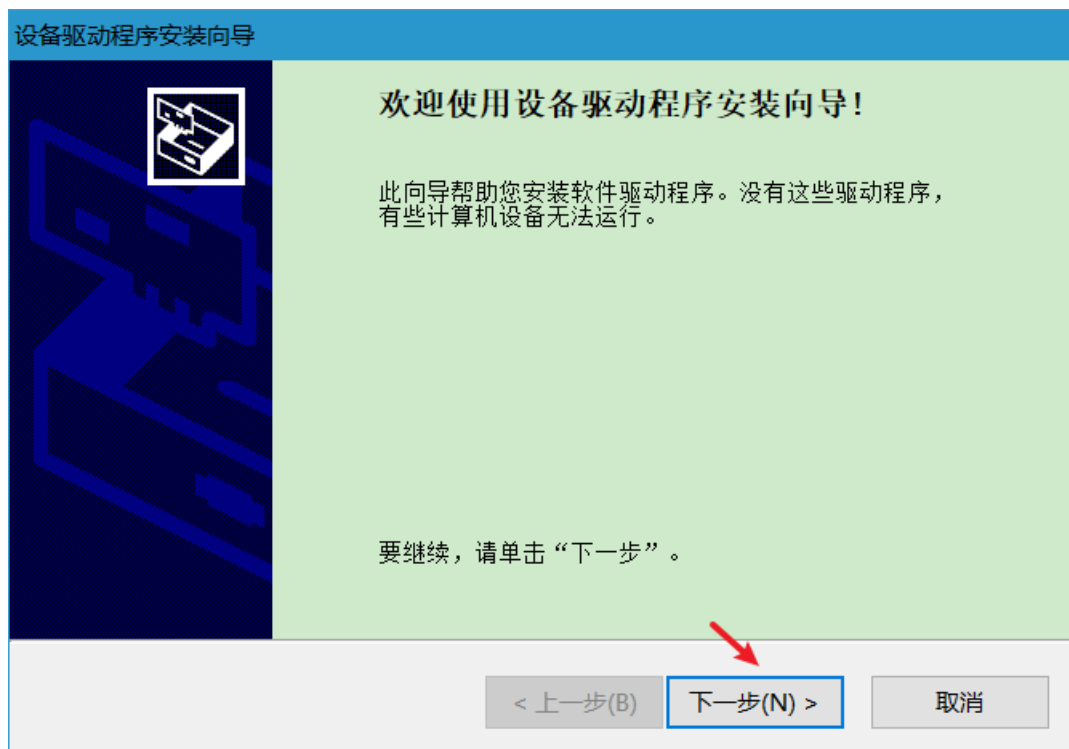 设备驱动程序安装向导
欢迎使用设备驱动程序安装向导!
此向导帮助您安装软件驱动程序。没有这些驱动程序，
有些计算机设备无法运行。
要继续，请单击“下一步”。
< 上一步(B)
下一步(N) >
取消